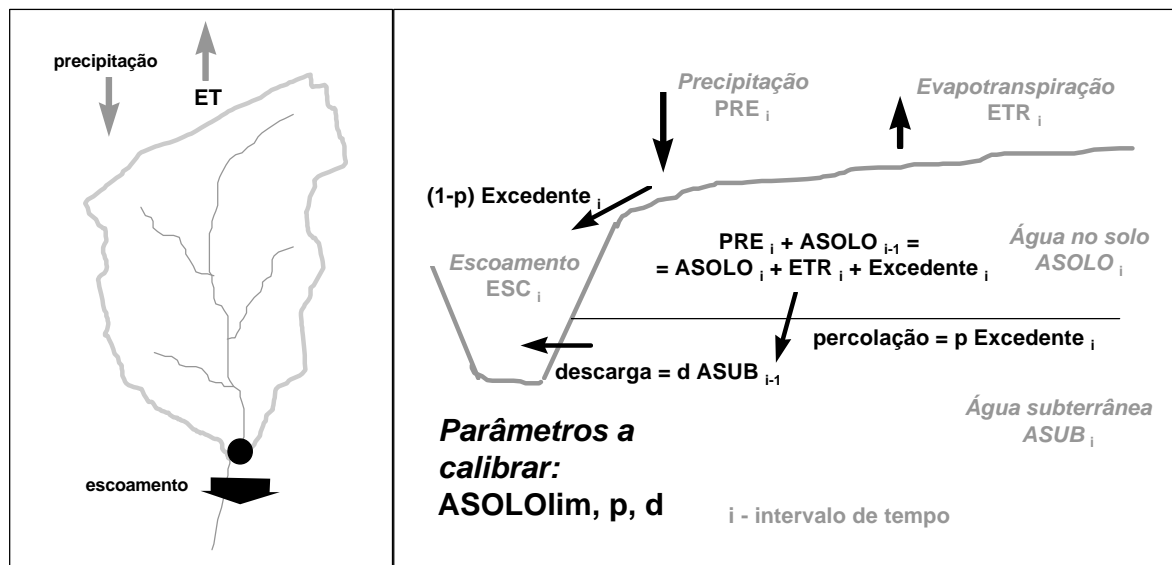 precipitação
ET
escoamento
Precipitação
PRE i
Evapotranspiração
ETR i
(1-p) Excedente i
PRE i + ASOLO i-1 =
= ASOLO i + ETR i + Excedente i
Água no solo
ASOLO i
Escoamento
ESC i
percolação = p Excedente i
descarga = d ASUB i-1
Água subterrânea
ASUB i
Parâmetros a
calibrar:
ASOLOlim, p, d
i - intervalo de tempo